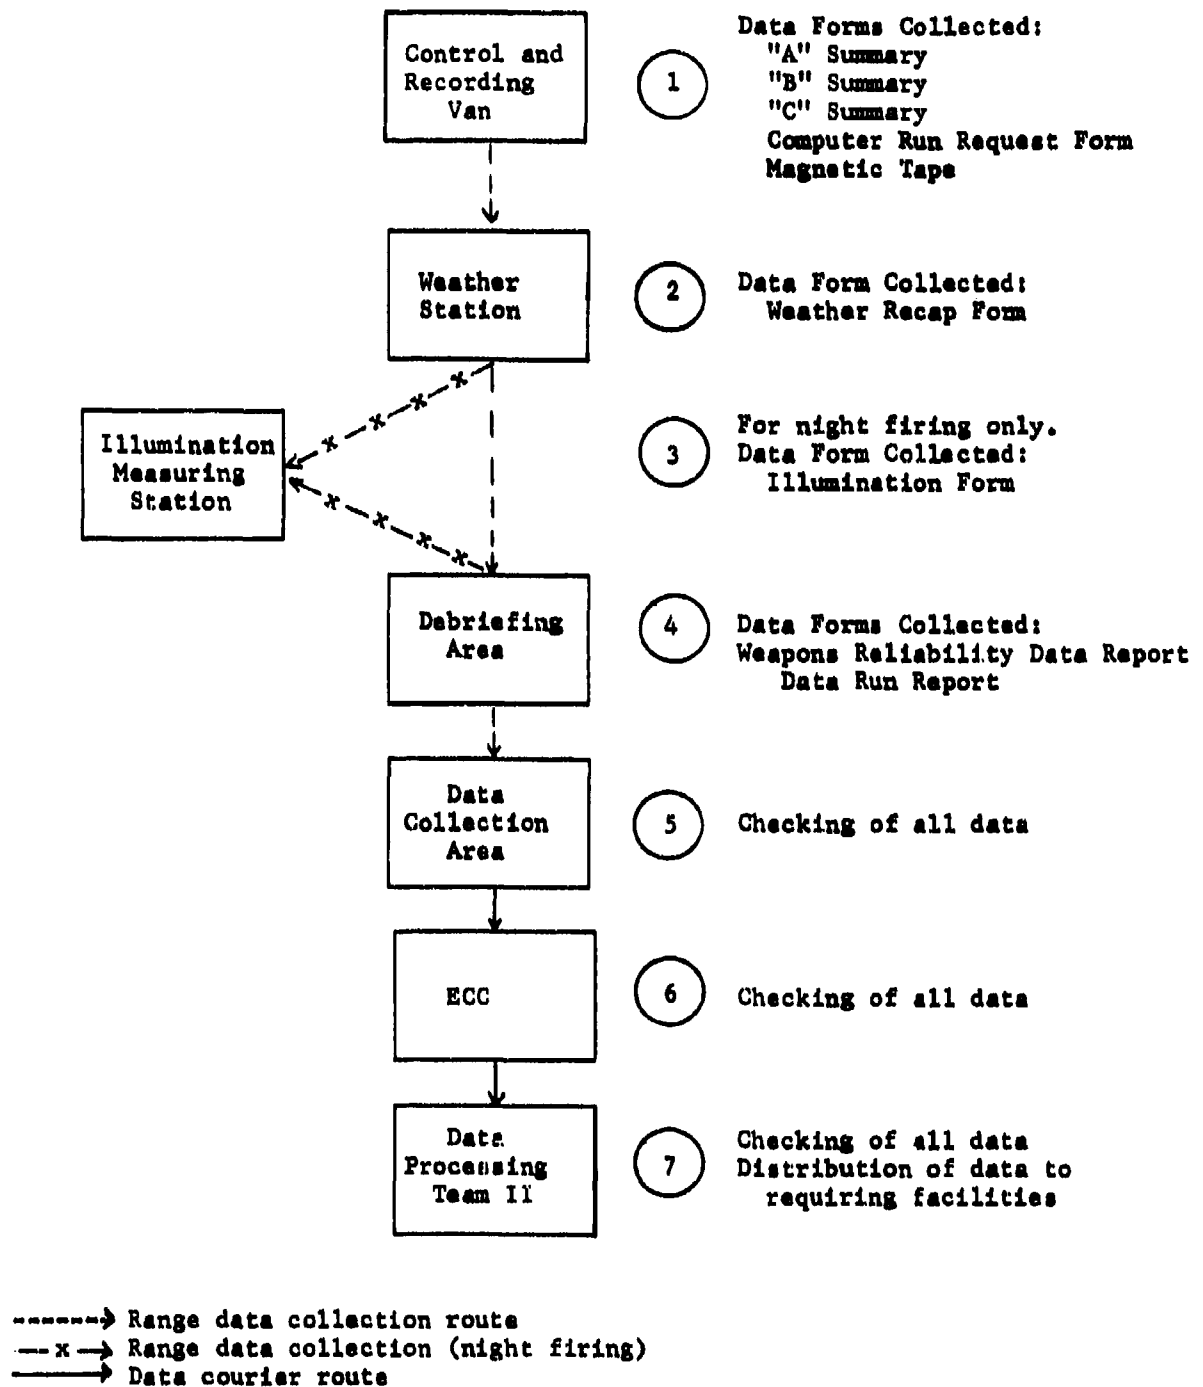 Control and
Recording
Van
1
Data Forms Collected:
"A" Summary
"B" Summary
"C" Summary
Computer Run Request Form
Magnetic Tape
Weather
Station
2
Data Form Collected:
Weather Recap Form
Illumination
Measuring
Station
3
For night firing only.
Data Form Collected:
Illumination Form
Debriefing
Area
4
Data Forms Collected:
Weapons Reliability Data Report
Data Run Report
Data
Collection
Area
5
Checking of all data
ECC
6
Checking of all data
Data
Processing
Team II
7
Checking of all data
Distribution of data to
requiring facilities
Range data collection route
x Range data collection (night firing)
Data courier route